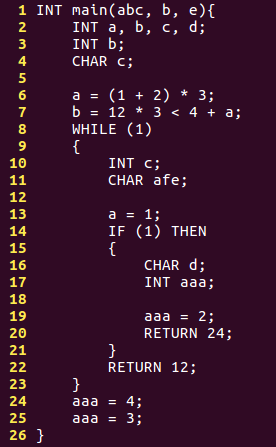 1 INT main(abc, b, e){
2     INT a, b, c, d;
3     INT b;
4     CHAR c;
5
6     a = (1 + 2) * 3;
7     b = 12 * 3 < 4 + a;
8     WHILE (1)
9     {
10         INT c;
11         CHAR afe;
12
13         a = 1;
14         IF (1) THEN
15         {
16             CHAR d;
17             INT aaa;
18
19             aaa = 2;
20             RETURN 24;
21         }
22         RETURN 12;
23     }
24     aaa = 4;
25     aaa = 3;
26 }